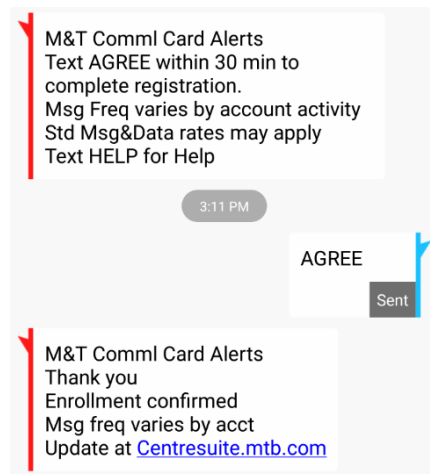 M&T Comml Card Alerts
Text AGREE within 30 min to
complete registration.
Msg Freq varies by account activity
Std Msg&Data rates may apply
Text HELP for Help
3:11 PM
AGREE
Sent
M&T Comml Card Alerts
Thank you
Enrollment confirmed
Msg freq varies by acct
Update at Centresuite.mtb.com